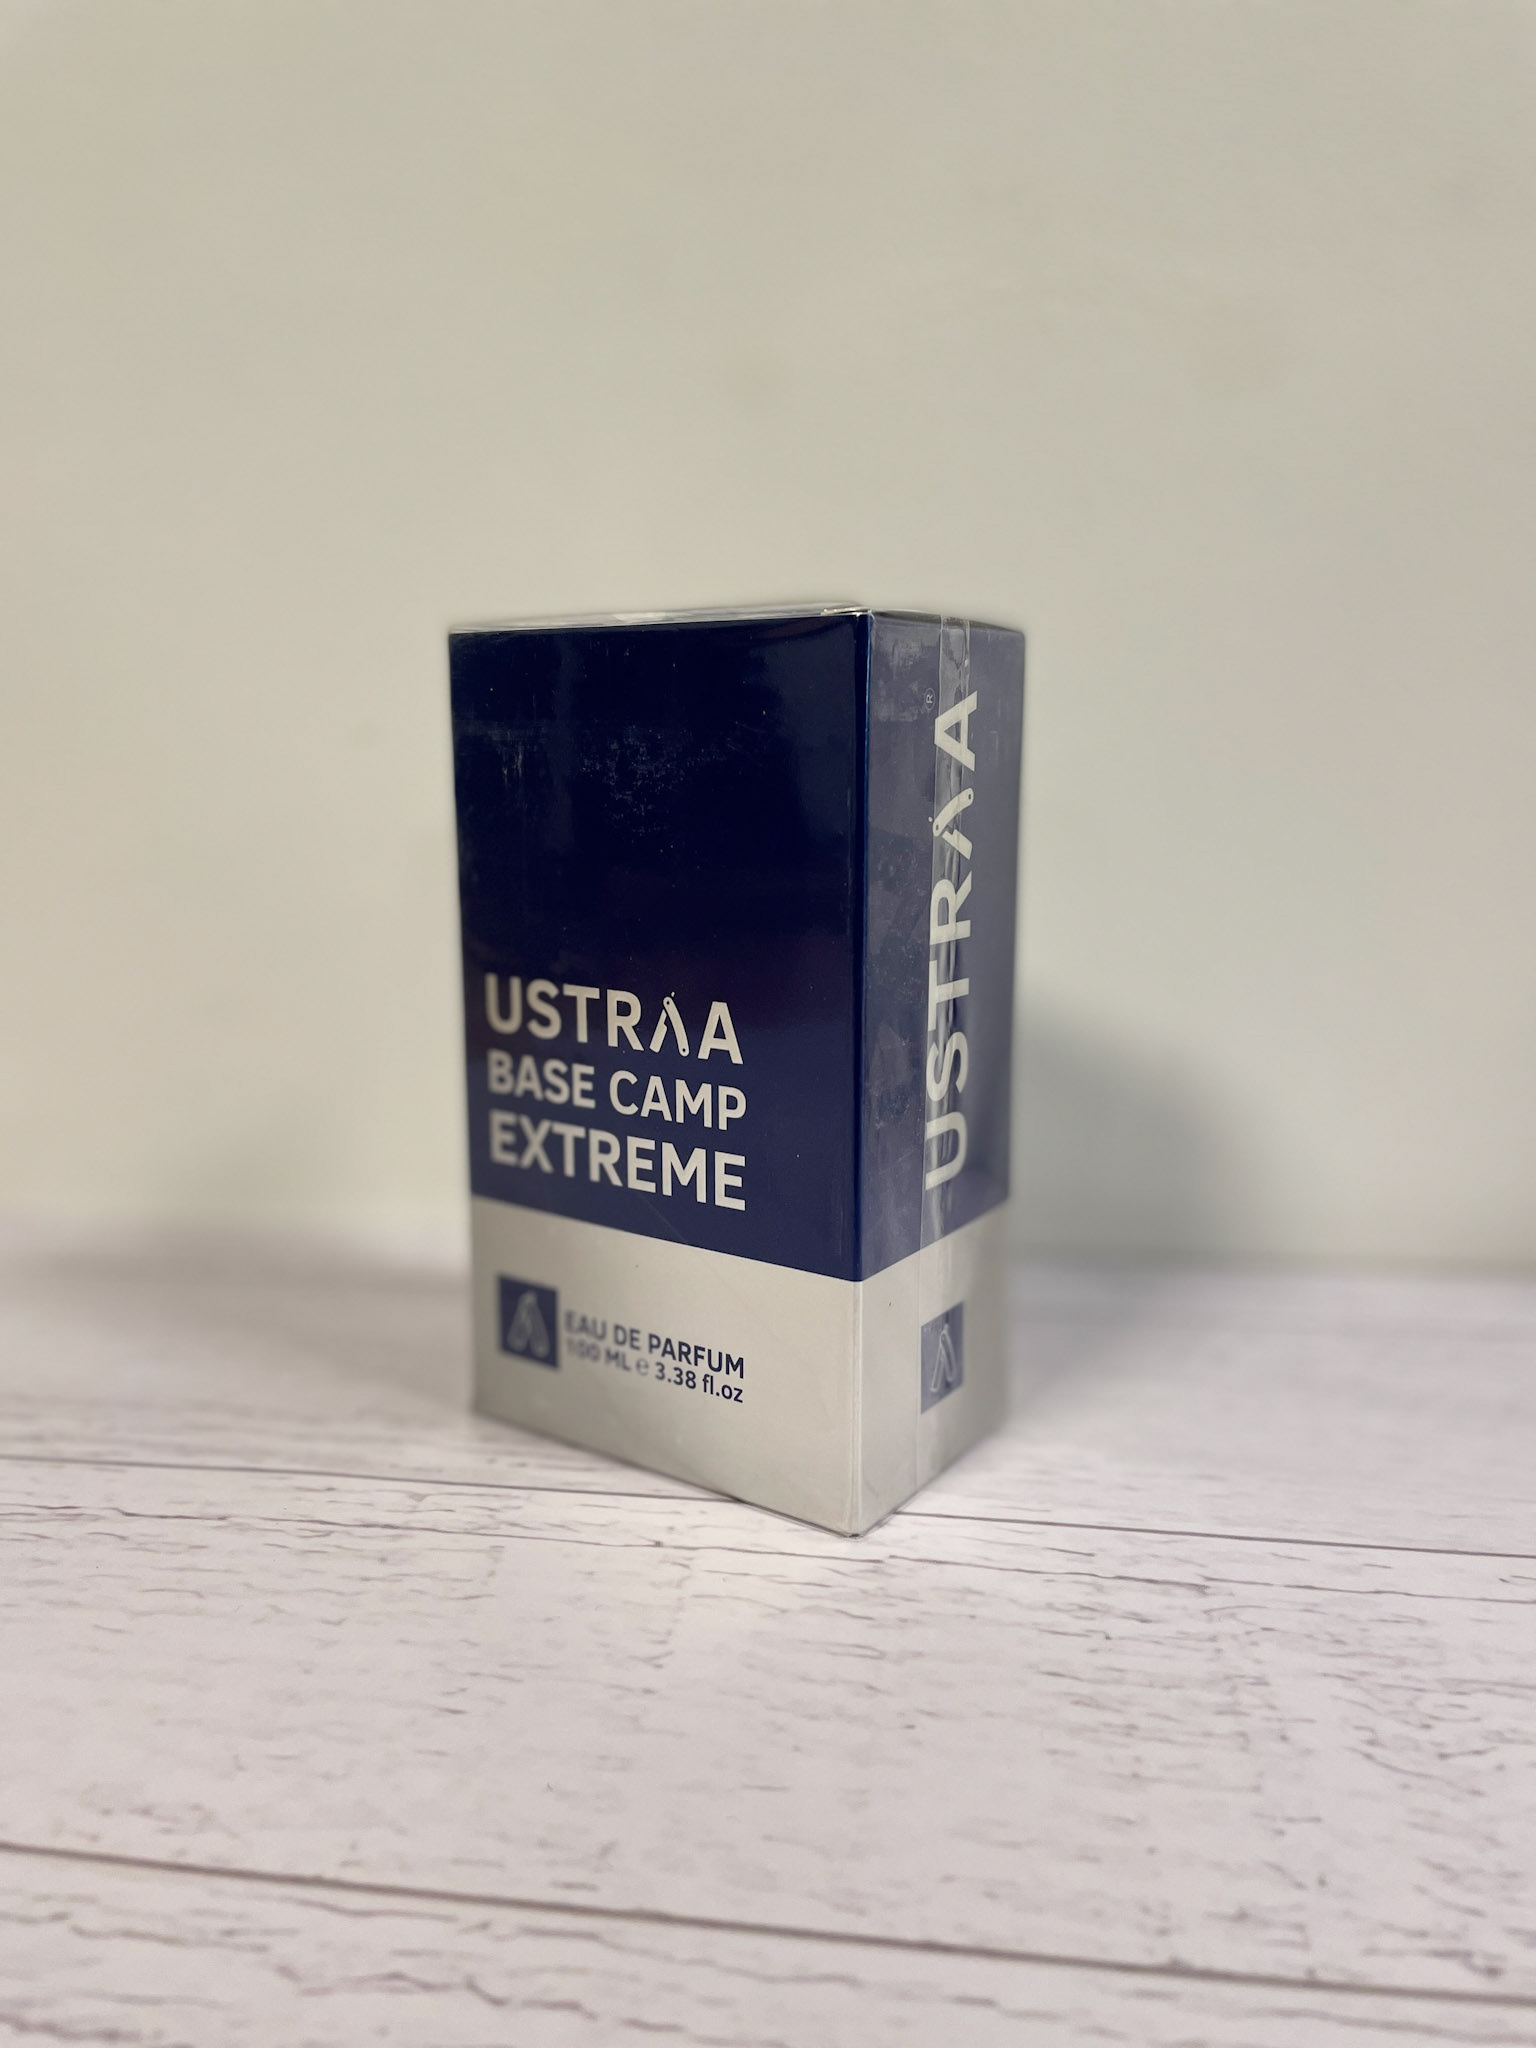 USTRAA
BASE CAMP
EXTREME
EAU DE PARFUM
100 ML ℮ 3.38 fl.oz
USTRAA®